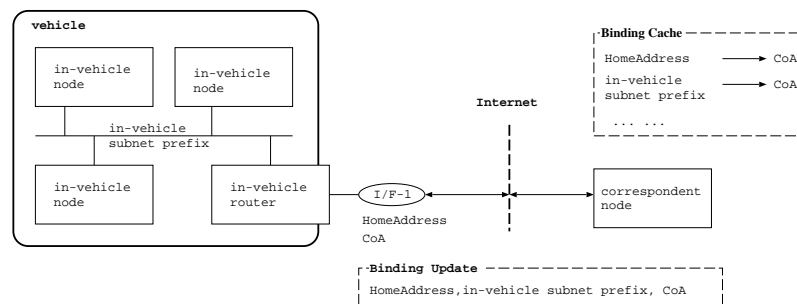 vehicle
in-vehicle
node
in-vehicle
node
in-vehicle
subnet prefix
in-vehicle
node
in-vehicle
router
I/F-1
HomeAddress
CoA
Internet
correspondent
node
Binding Cache
HomeAddress CoA
in-vehicle
subnet prefix CoA
... ...
Binding Update
HomeAddress,in-vehicle subnet prefix, CoA